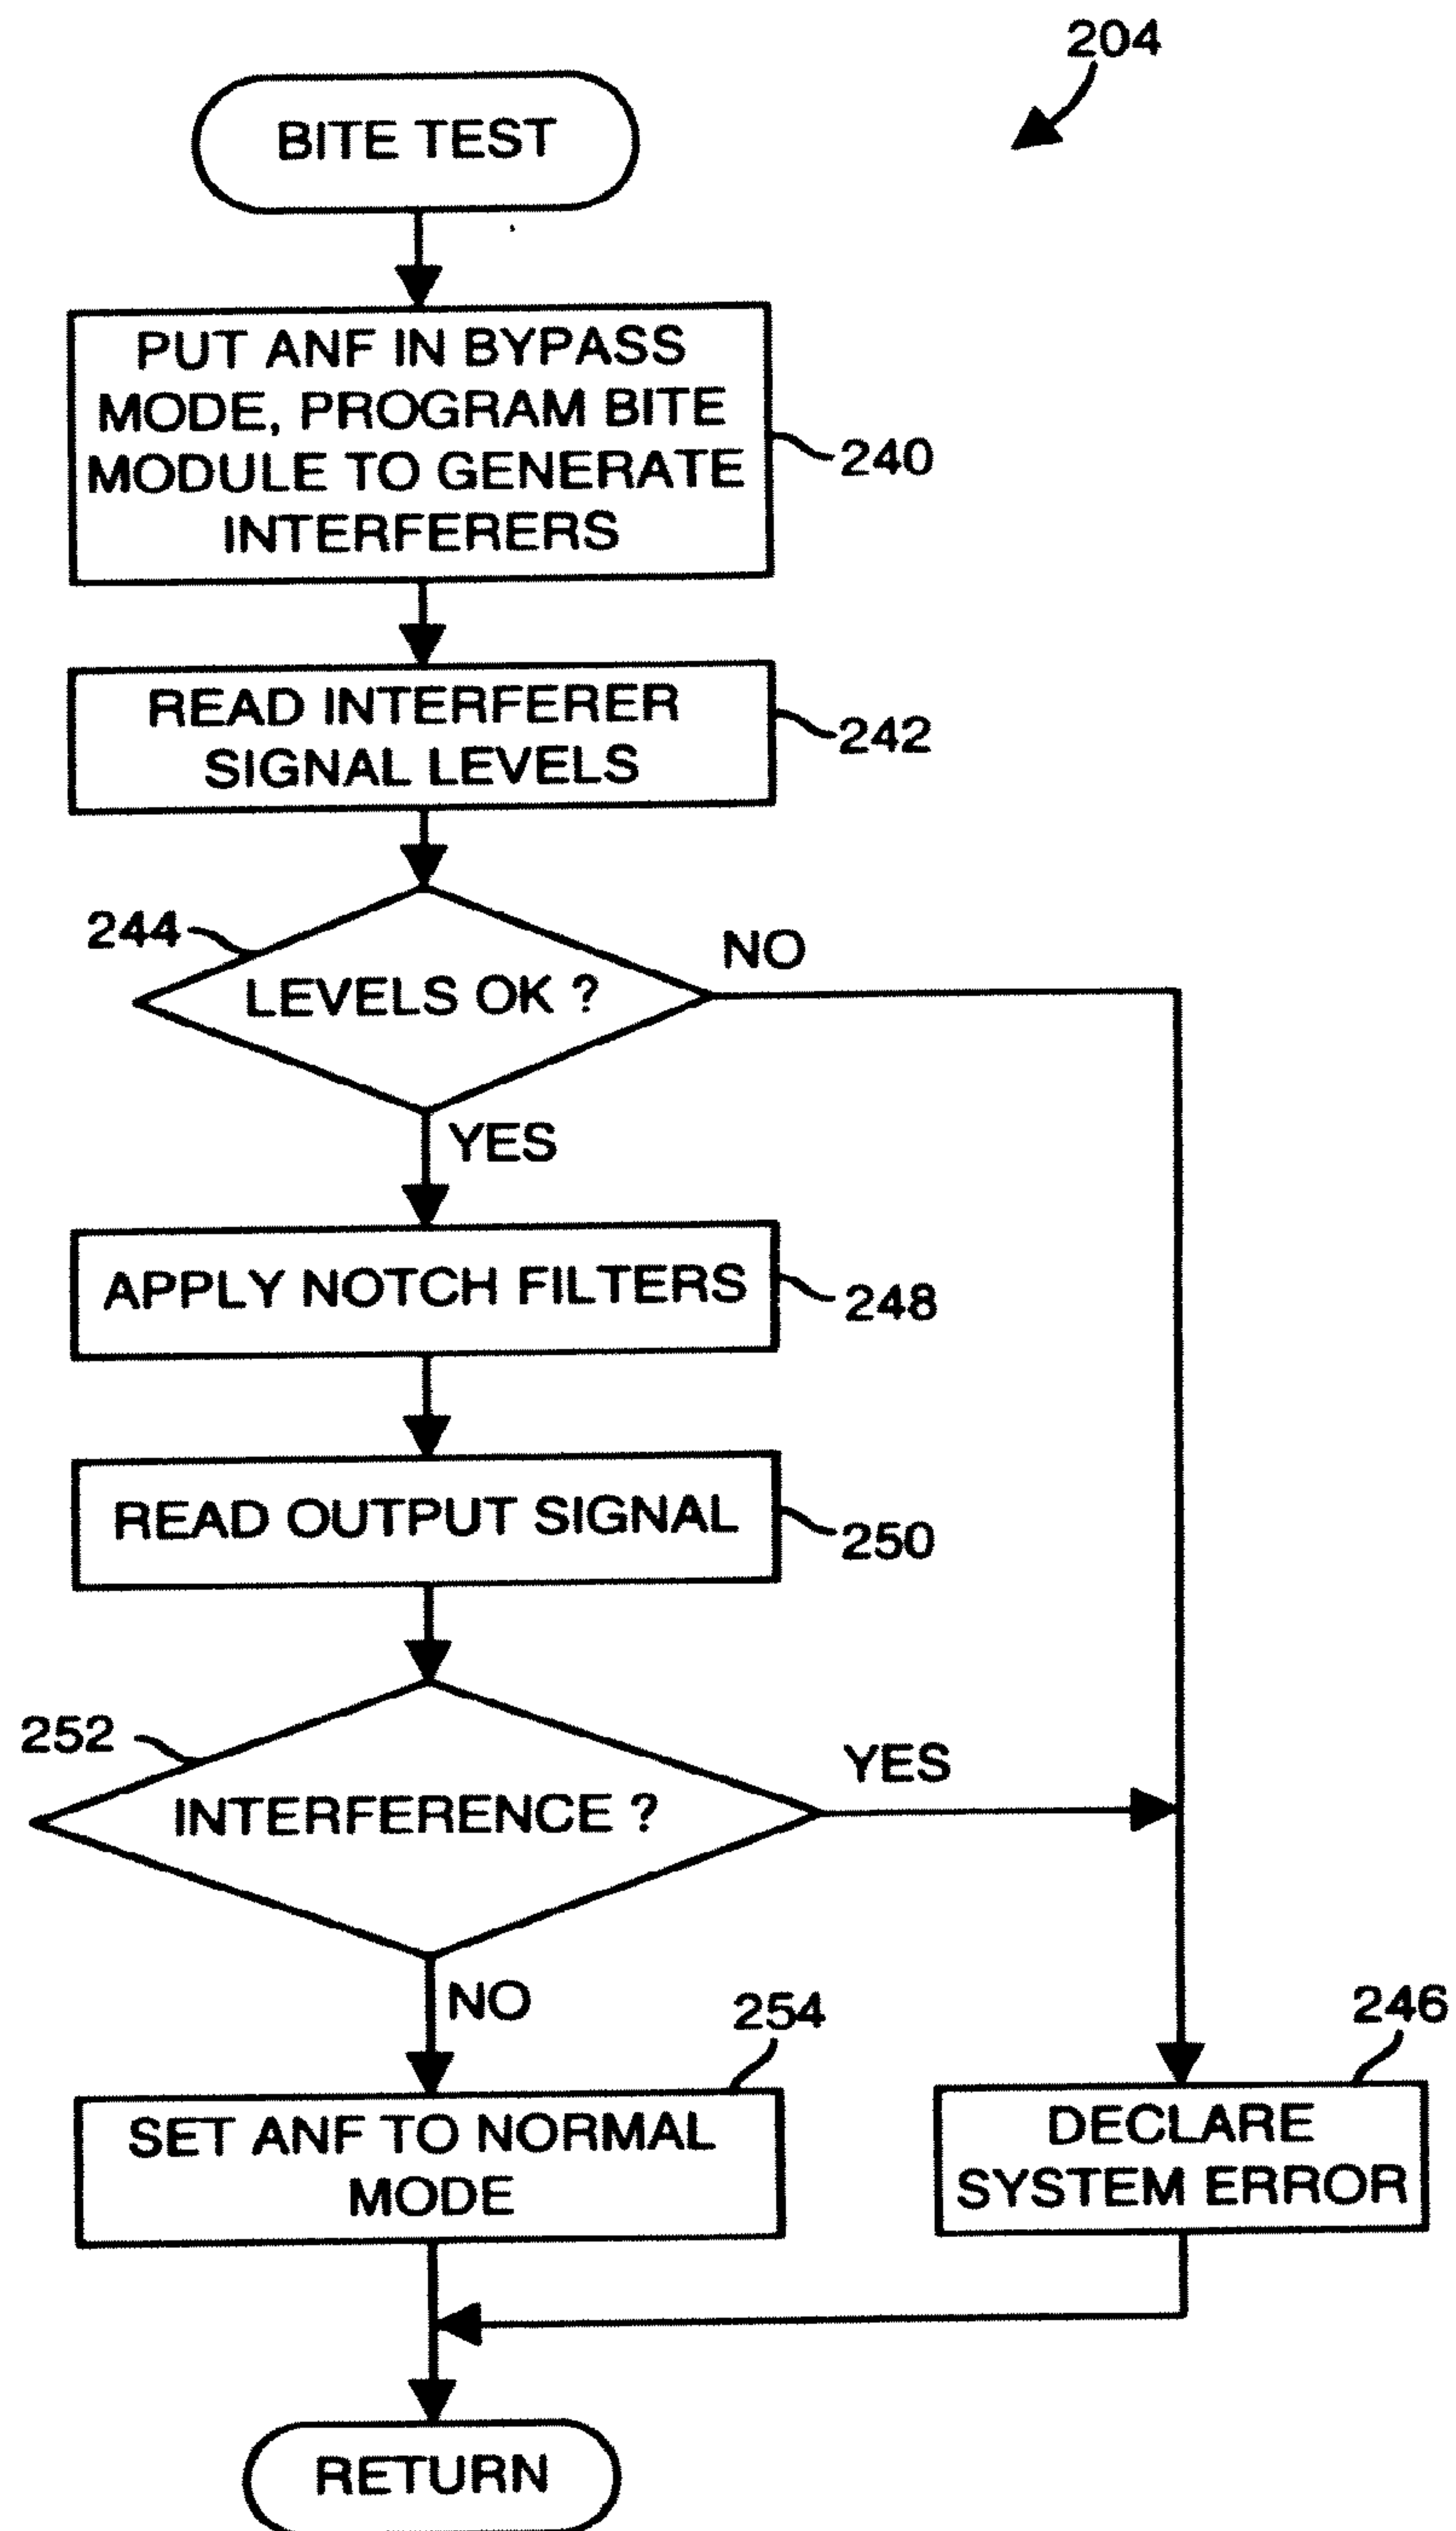 204
BITE TEST
PUT ANF IN BYPASS
MODE, PROGRAM BITE
MODULE TO GENERATE
INTERFERERS
240
READ INTERFERER
SIGNAL LEVELS
242
244
LEVELS OK ?
NO
YES
APPLY NOTCH FILTERS
248
READ OUTPUT SIGNAL
250
252
INTERFERENCE ?
YES
NO
254
SET ANF TO NORMAL
MODE
246
DECLARE
SYSTEM ERROR
RETURN